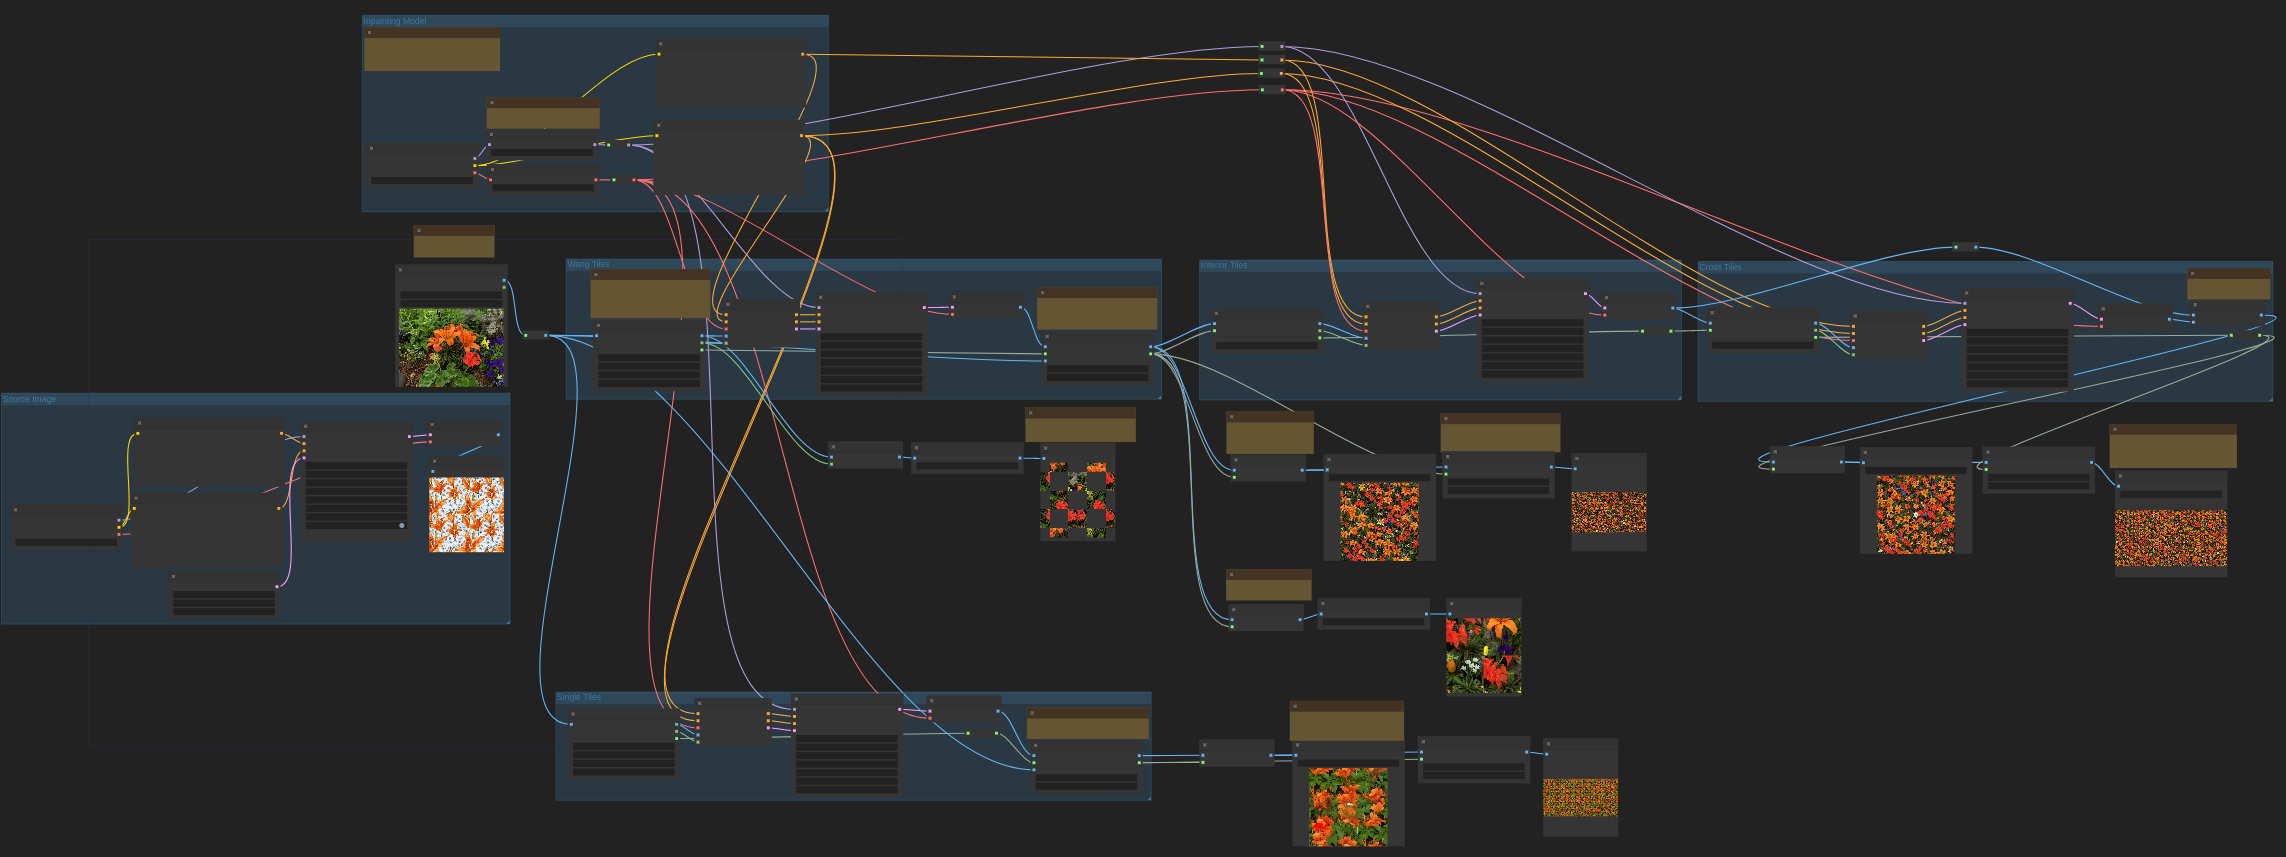 Inpainting Model
Wang Tiles
Interior Tiles
Cross Tiles
Source Image
Single Tiles